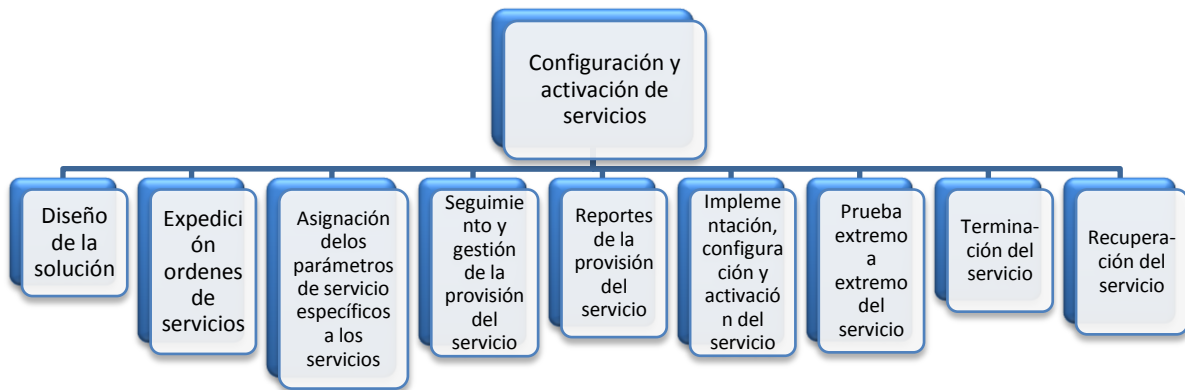 Configuración y
activación de
servicios
Diseño
de la
solución
Expedici
ón
ordenes
de
servicios
Asignación
delos
parámetros
de servicio
específicos
a los
servicios
Seguimie
nto y
gestión
de la
provisión
del
servicio
Reportes
de la
provisión
del
servicio
Impleme
ntación,
configura
ción y
activació
n del
servicio
Prueba
extremo
a
extremo
del
servicio
Termina-
ción del
servicio
Recupera-
ción del
servicio